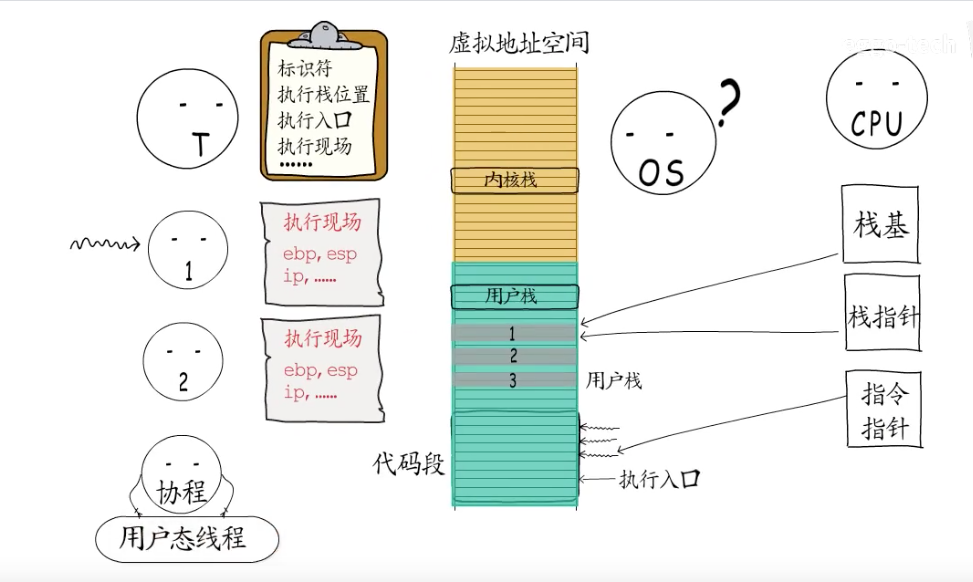 虚拟地址空间
标识符
执行栈位置
执行入口
执行现场
......
T
?
OS
CPU
内核栈
执行现场
ebp, esp
ip, ......
1
栈基
用户栈
栈指针
1
2
3
用户栈
执行现场
ebp, esp
ip, ......
2
指令
指针
代码段
执行入口
协程
用户态线程